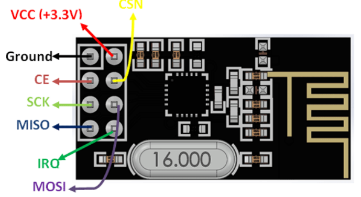 CSN
VCC (+3.3V)
Ground
CE
SCK
MISO
IRQ
MOSI
16.000